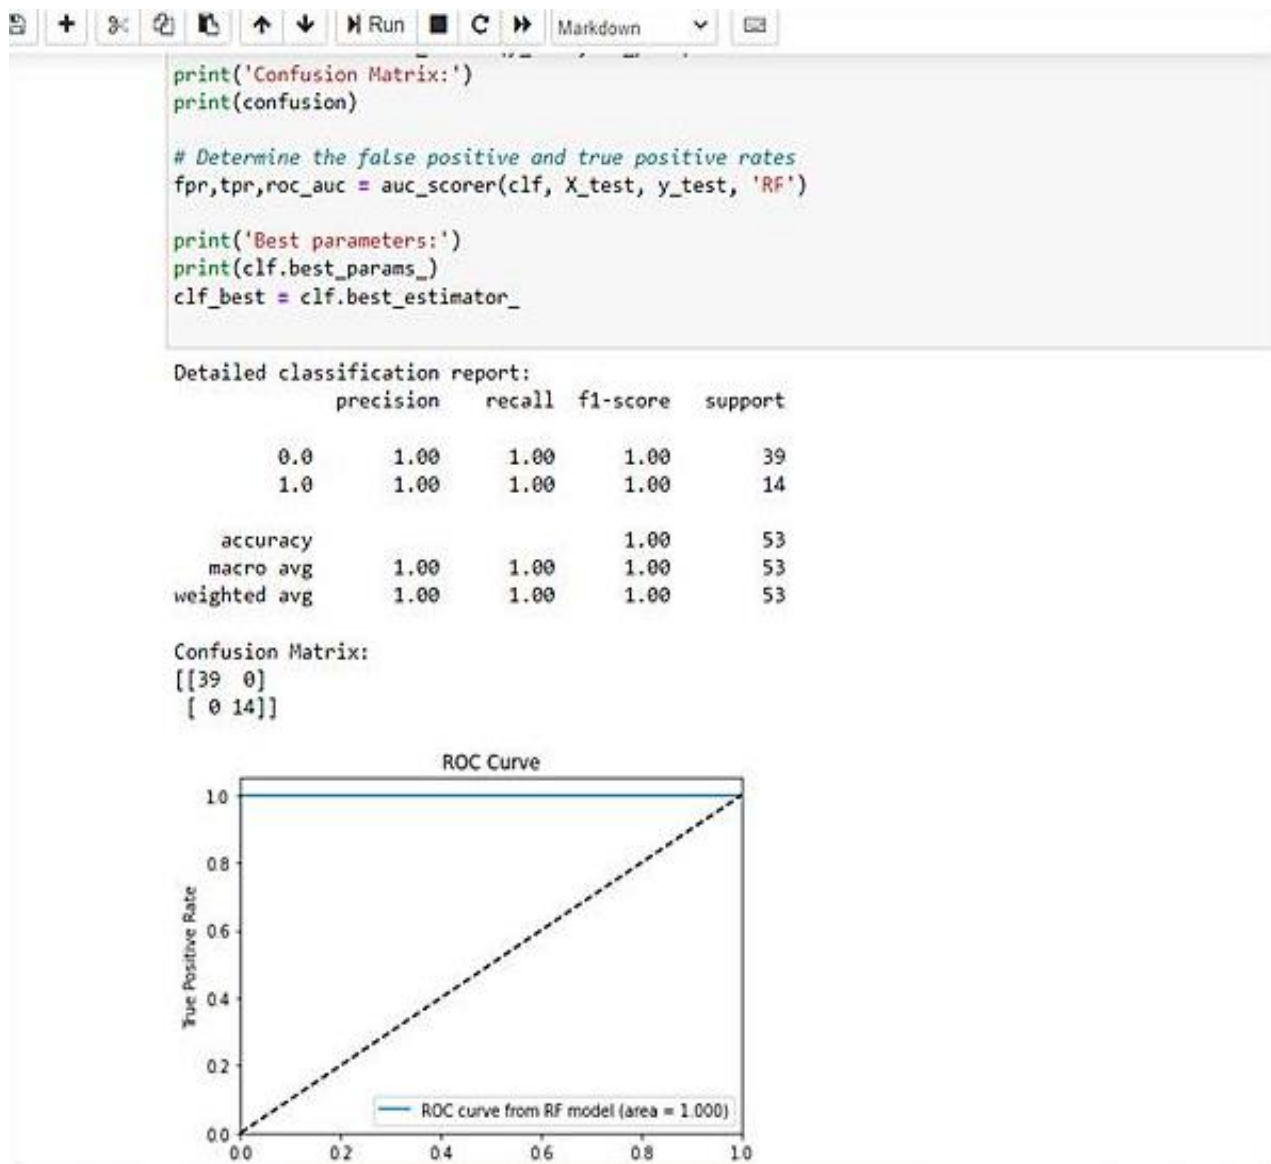 Run Markdown
print('Confusion Matrix:')
print(confusion)
# Determine the false positive and true positive rates
fpr,tpr,roc_auc = auc_scorer(clf, X_test, y_test, 'RF')
print('Best parameters:')
print(clf.best_params_)
clf_best = clf.best_estimator_
Detailed classification report:
precision recall f1-score support
0.0 1.00 1.00 1.00 39
1.0 1.00 1.00 1.00 14
accuracy 1.00 53
macro avg 1.00 1.00 1.00 53
weighted avg 1.00 1.00 1.00 53
Confusion Matrix:
[[39 0]
[ 0 14]]
ROC Curve
1.0
0.8
0.6
0.4
0.2
0.0
True Positive Rate
ROC curve from RF model (area = 1.000)
0.0 0.2 0.4 0.6 0.8 1.0